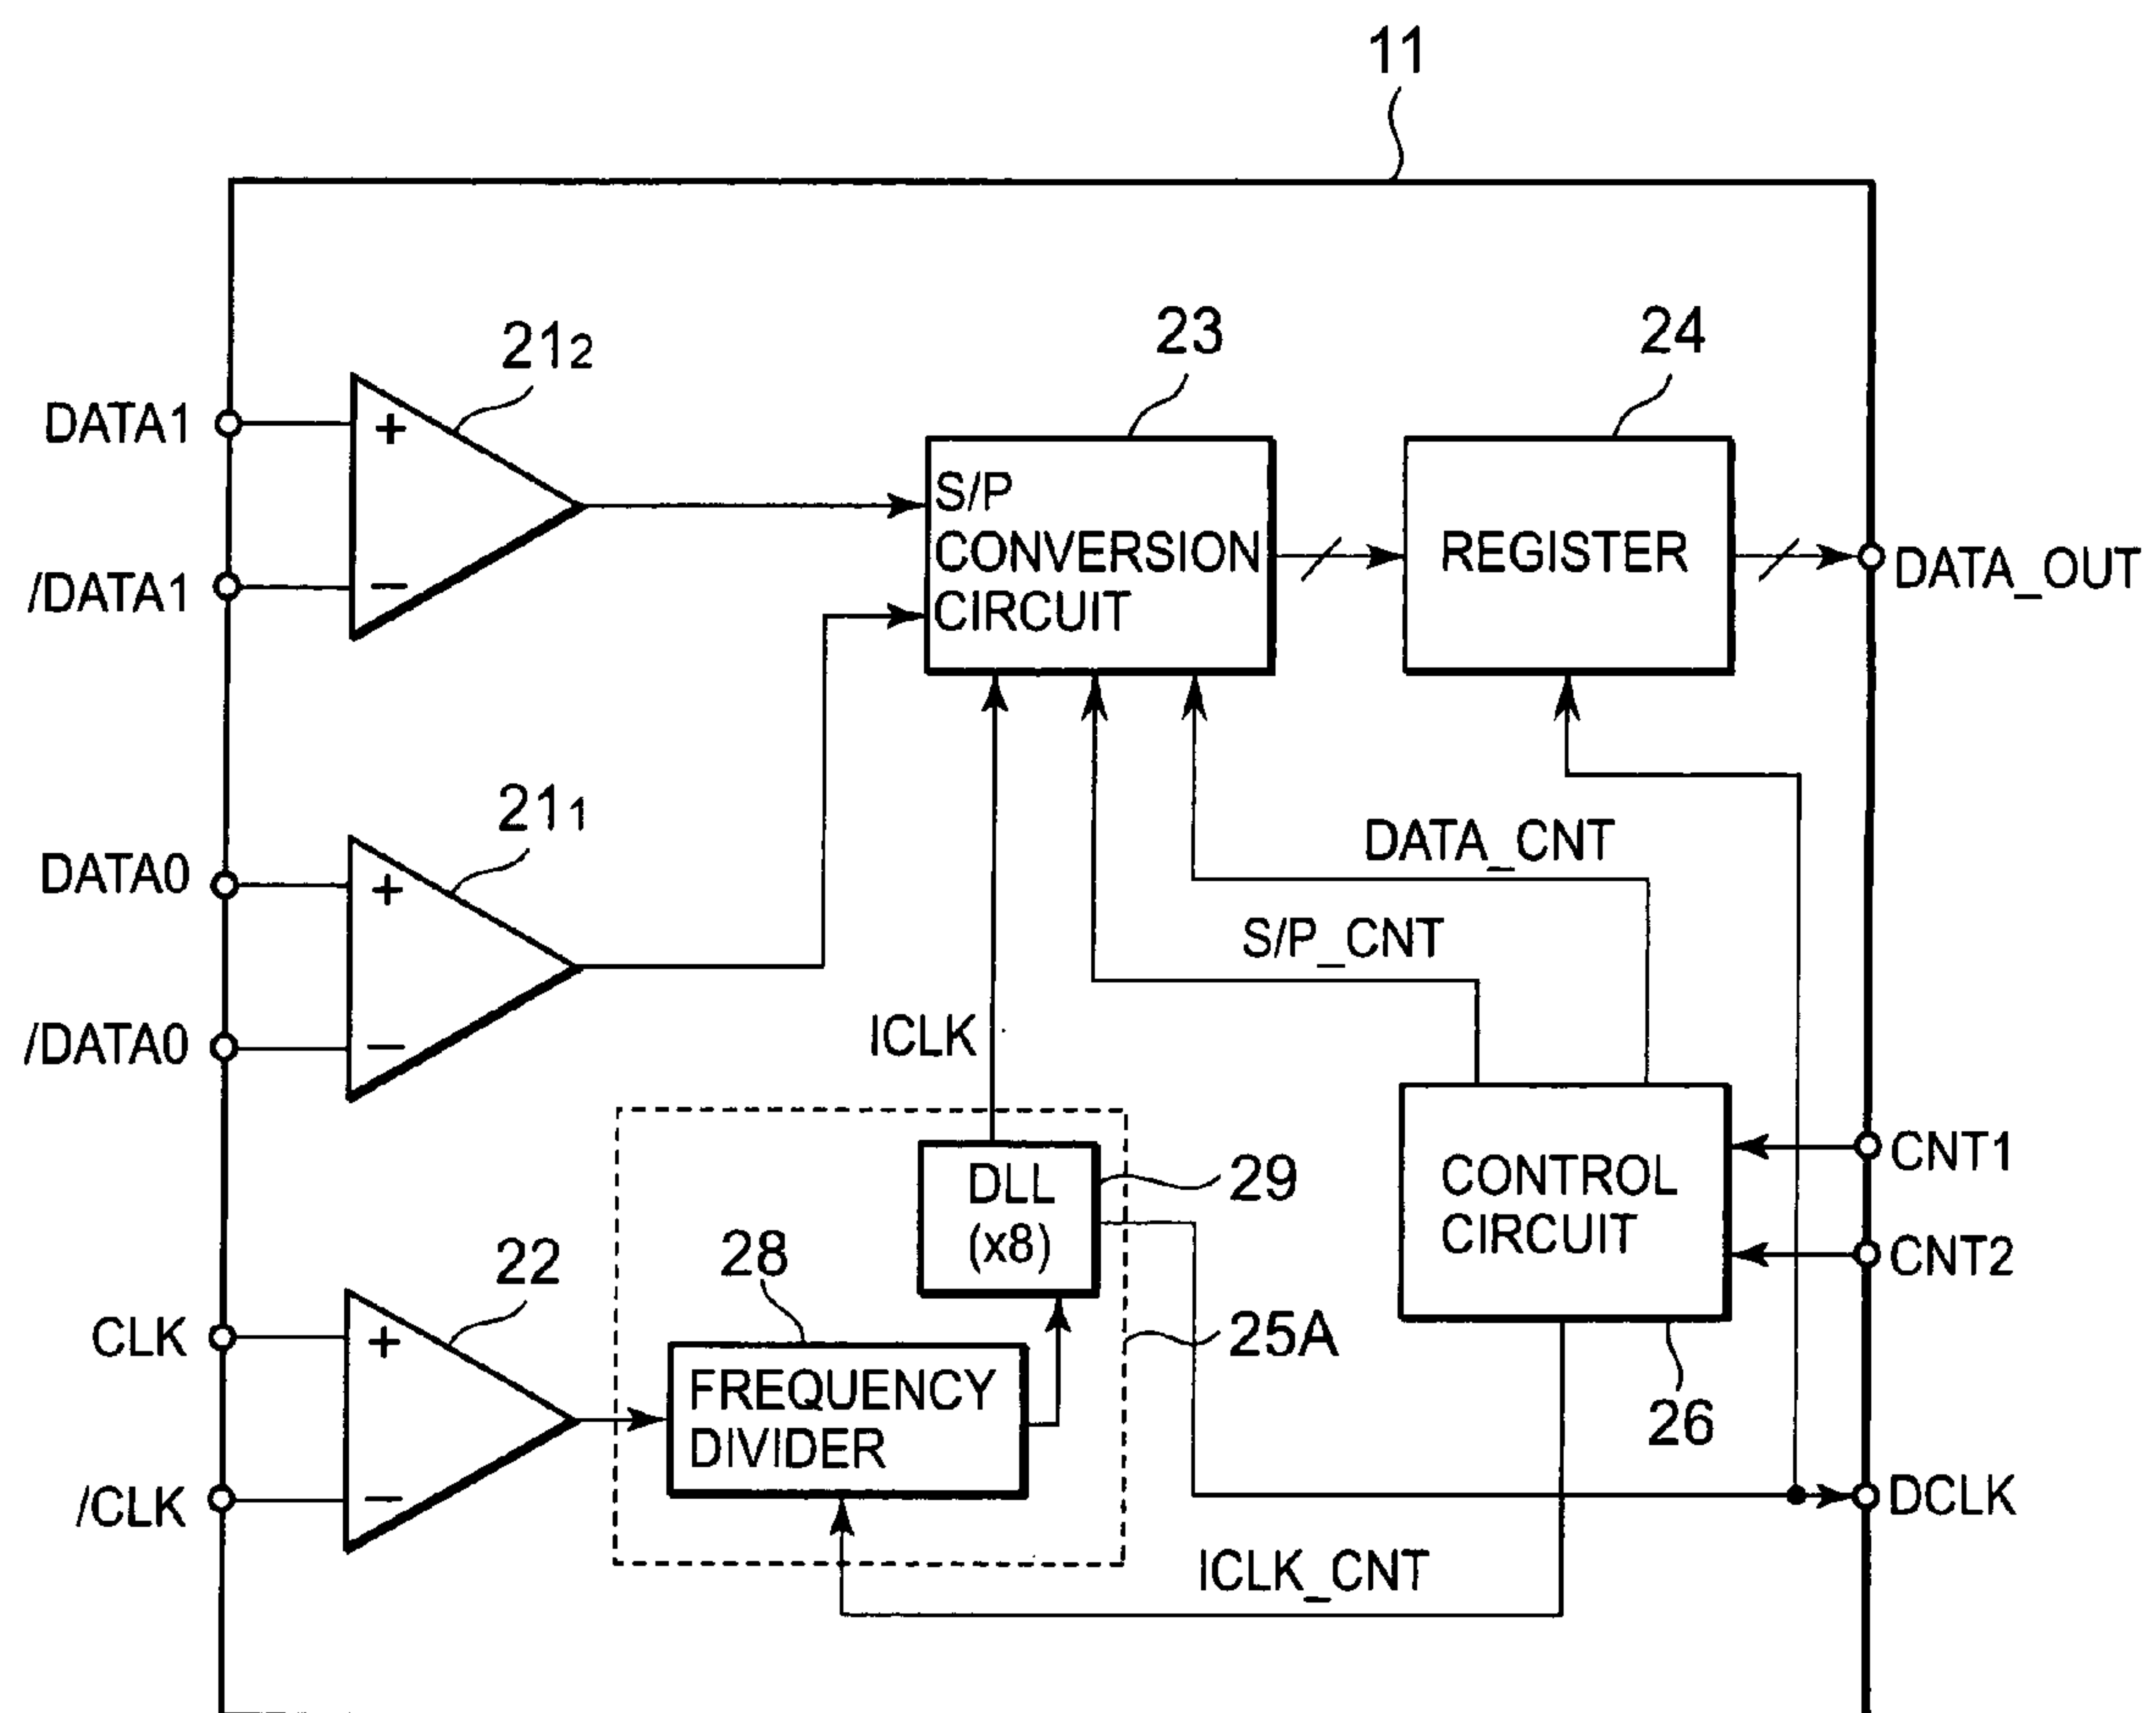 11
21₂
23
24
DATA1
+
S/P
CONVERSION
CIRCUIT
REGISTER
DATA_OUT
/DATA1
−
21₁
DATA0
+
DATA_CNT
S/P_CNT
/DATA0
−
ICLK
DLL
(x8)
29
CONTROL
CIRCUIT
CNT1
CNT2
28
22
CLK
+
25A
FREQUENCY
DIVIDER
26
/CLK
−
DCLK
ICLK_CNT